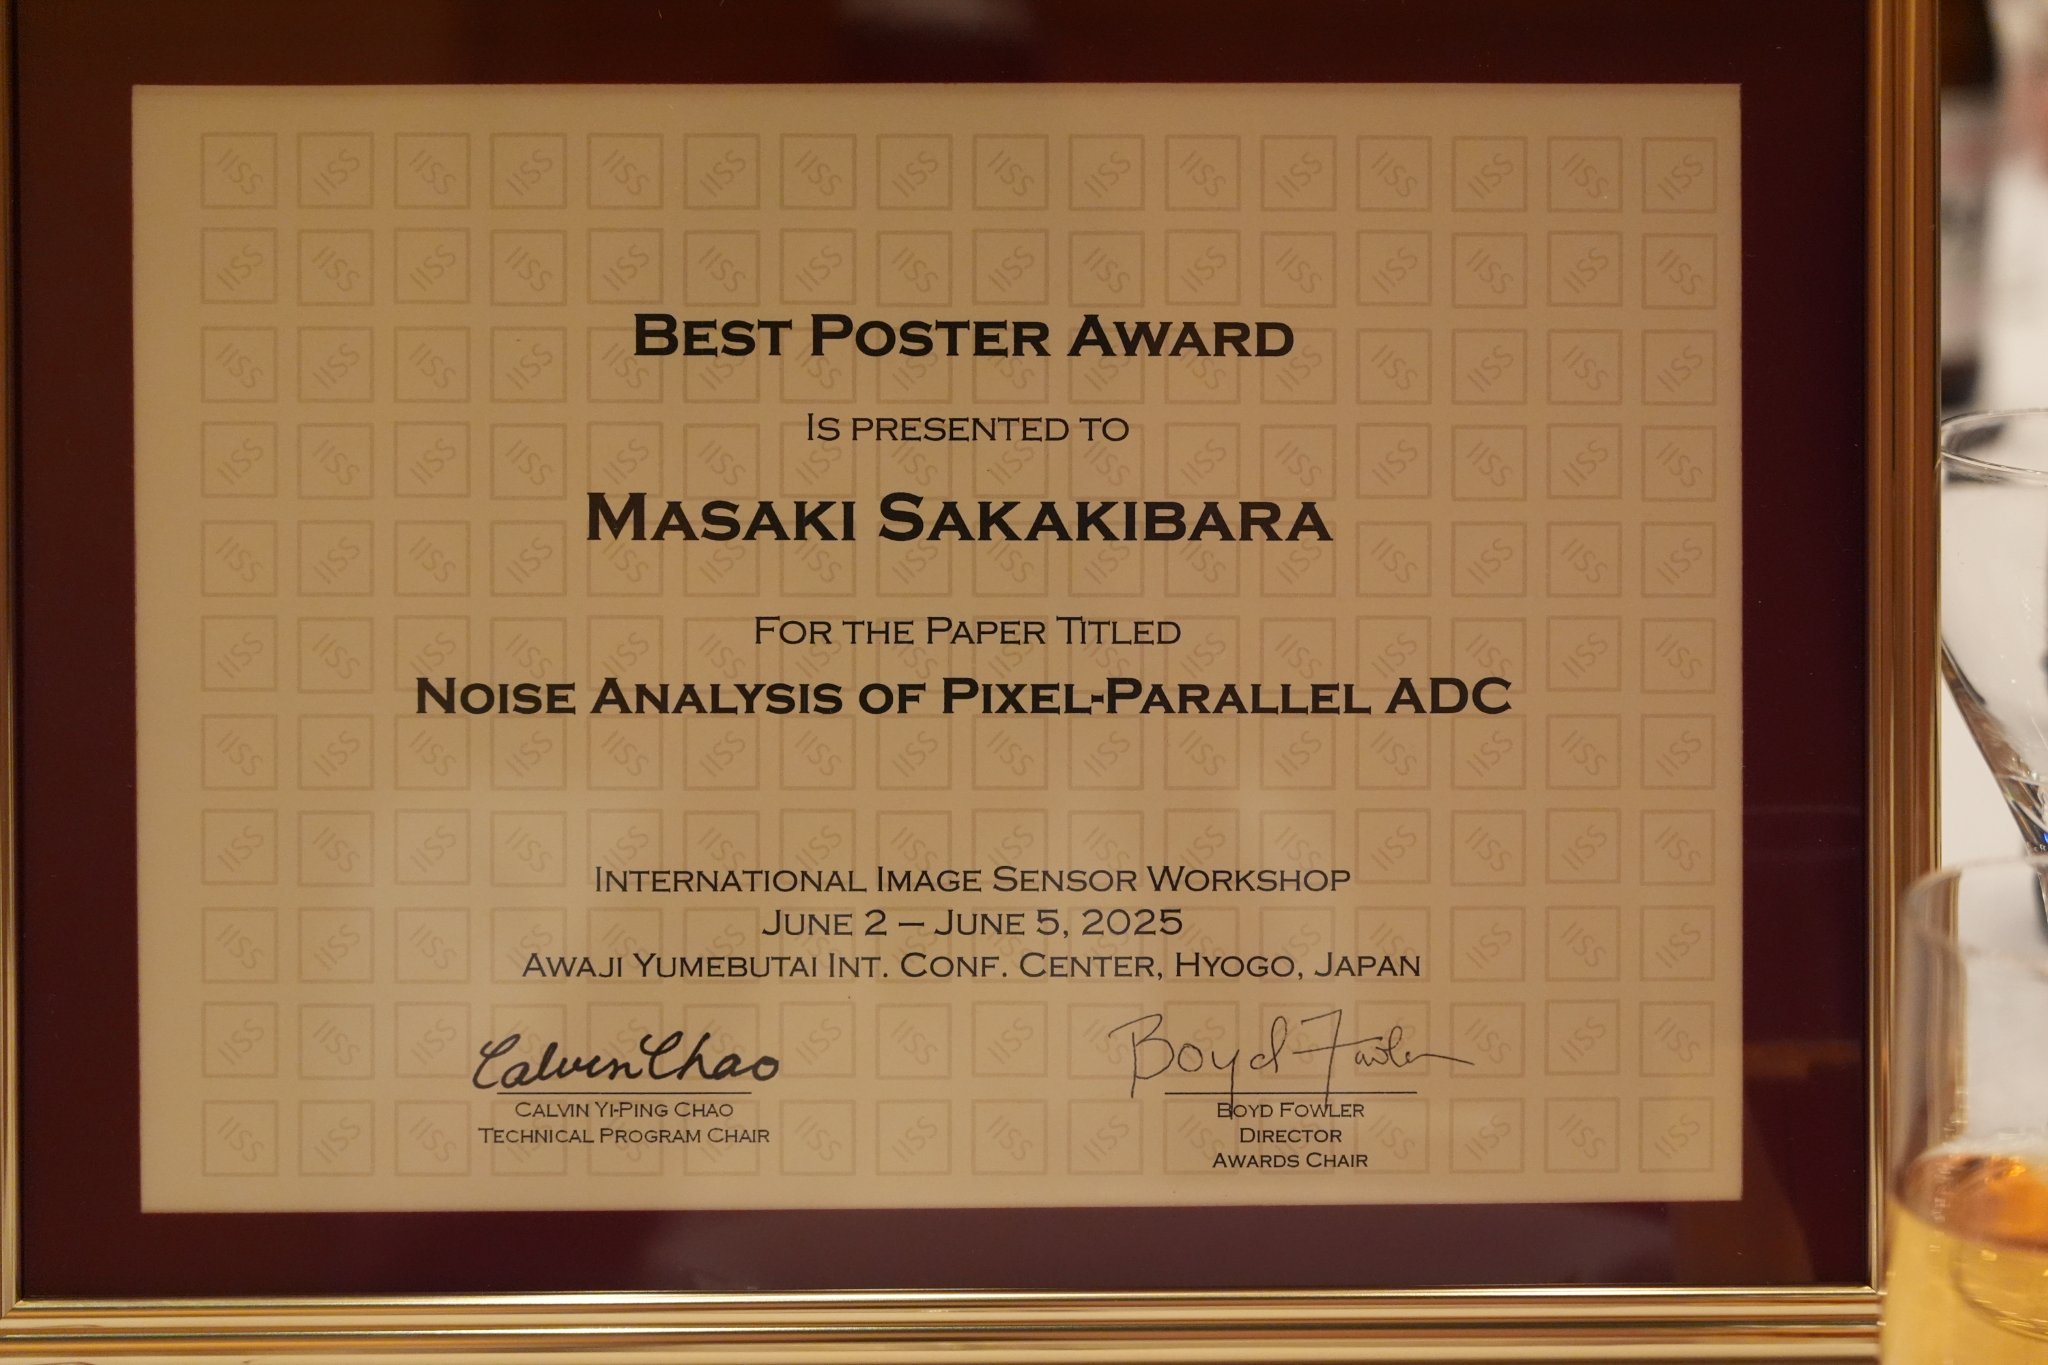 BEST POSTER AWARD
IS PRESENTED TO
MASAKI SAKAKIBARA
FOR THE PAPER TITLED
NOISE ANALYSIS OF PIXEL-PARALLEL ADC
INTERNATIONAL IMAGE SENSOR WORKSHOP
JUNE 2 – JUNE 5, 2025
AWAJI YUMEBUTAI INT. CONF. CENTER, HYOGO, JAPAN
Calvin Chao
CALVIN YI-PING CHAO
TECHNICAL PROGRAM CHAIR
Boyd Fowler
BOYD FOWLER
DIRECTOR
AWARDS CHAIR
IISS